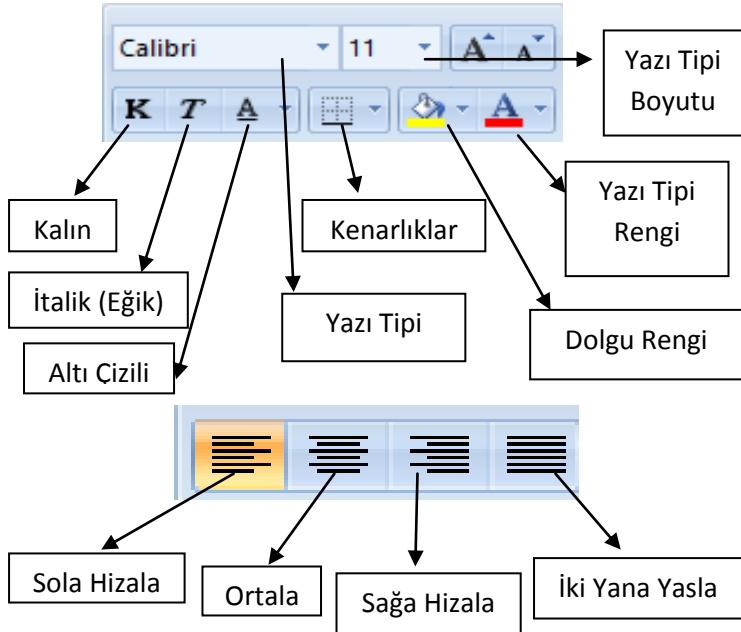 Calibri 11 A A
K T A A
Yazı Tipi
Boyutu
Yazı Tipi
Rengi
Kalın
Kenarlıklar
İtalik (Eğik)
Yazı Tipi
Dolgu Rengi
Altı Çizili
Sola Hizala
Ortala
Sağa Hizala
İki Yana Yasla